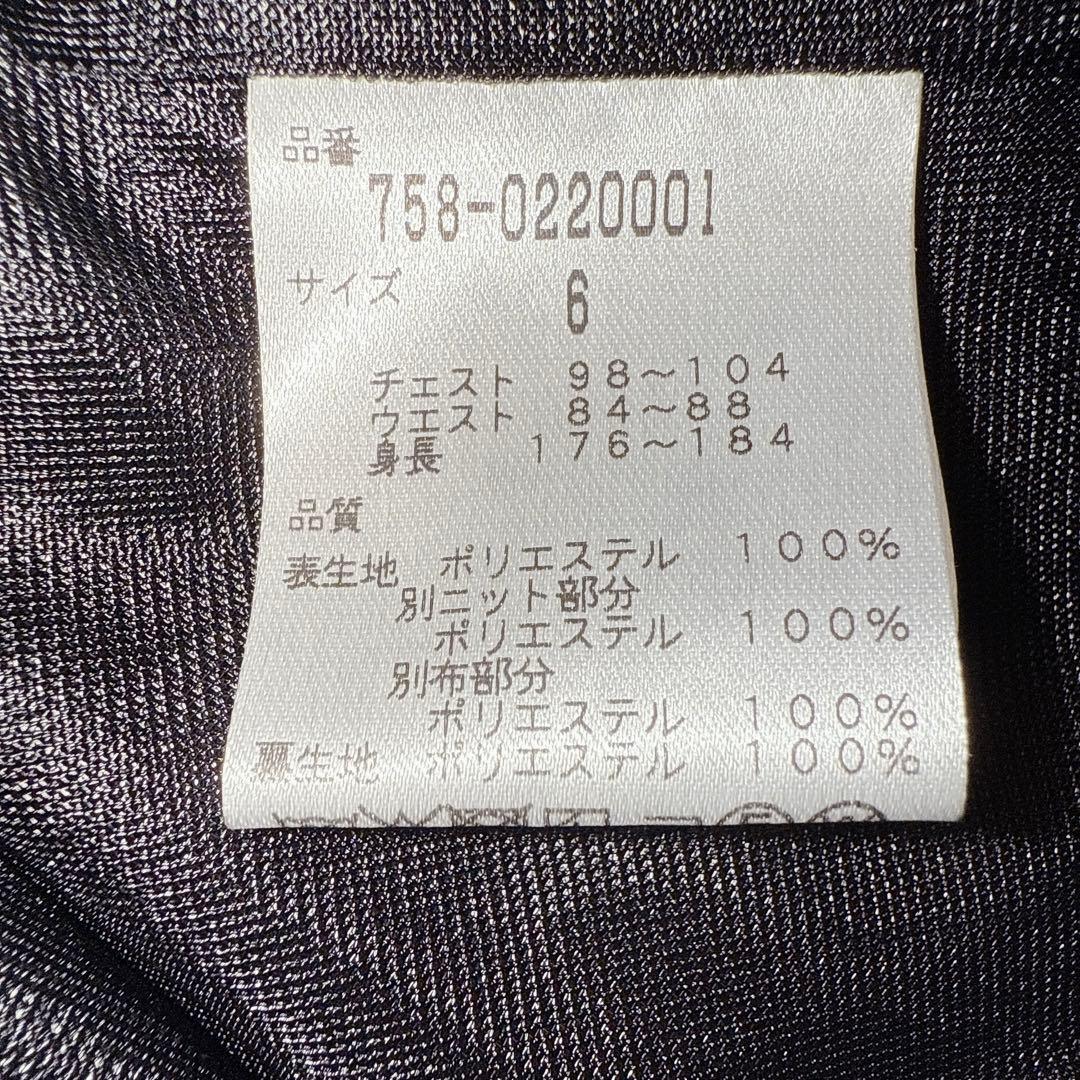 品番
758-0220001
サイズ 6
チェスト 98～104
ウエスト 84～88
身長 176～184
品質
表生地 ポリエステル 100%
別ニット部分
ポリエステル 100%
別布部分
ポリエステル 100%
裏生地 ポリエステル 100%